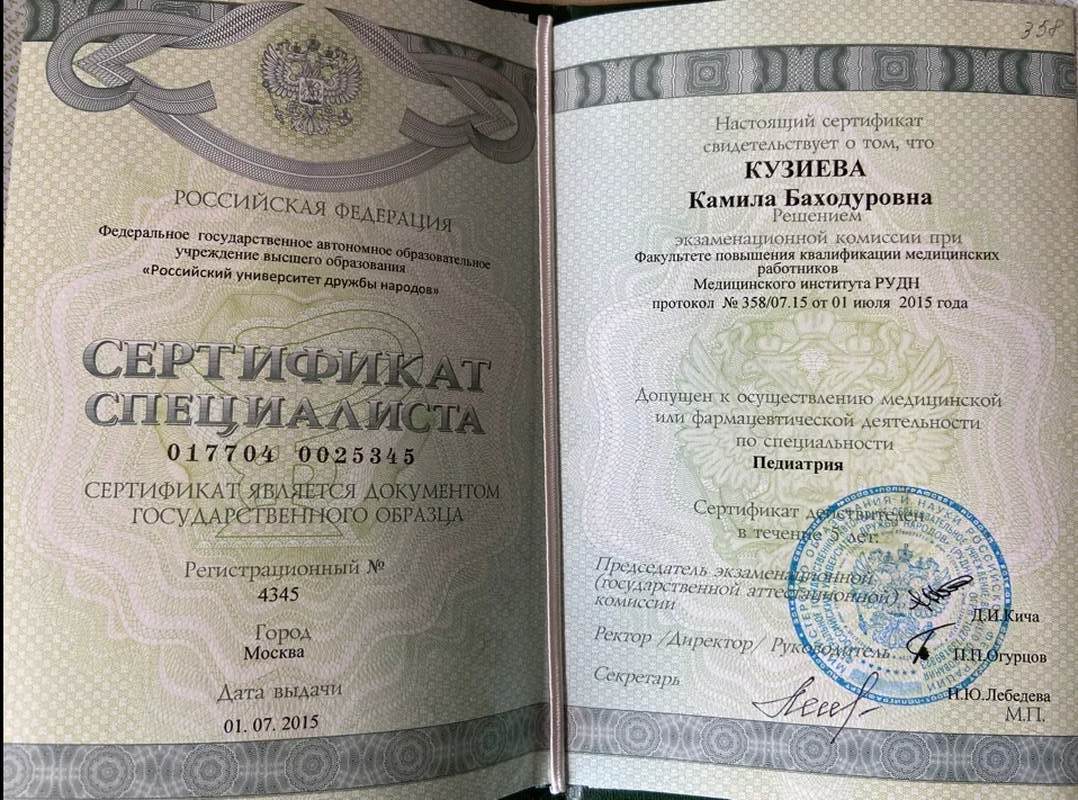 РОССИЙСКАЯ ФЕДЕРАЦИЯ
Федеральное государственное автономное образовательное
учреждение высшего образования
«Российский университет дружбы народов»
СЕРТИФИКАТ
СПЕЦИАЛИСТА
017704 0025345
СЕРТИФИКАТ ЯВЛЯЕТСЯ ДОКУМЕНТОМ
ГОСУДАРСТВЕННОГО ОБРАЗЦА
Регистрационный №
4345
Город
Москва
Дата выдачи
01. 07. 2015
358
Настоящий сертификат
свидетельствует о том, что
КУЗИЕВА
Камила Баходуровна
Решением
экзаменационной комиссии при
Факультете повышения квалификации медицинских
работников
Медицинского института РУДН
протокол № 358/07.15 от 01 июля 2015 года
Допущен к осуществлению медицинской
или фармацевтической деятельности
по специальности
Педиатрия
Сертификат действителен
в течение 5 лет.
Председатель экзаменационной
(государственной аттестационной)
комиссии
Д.И.Кича
Ректор /Директор/ Руководитель
П.П.Огурцов
Секретарь
Н.Ю.Лебедева
М.П.